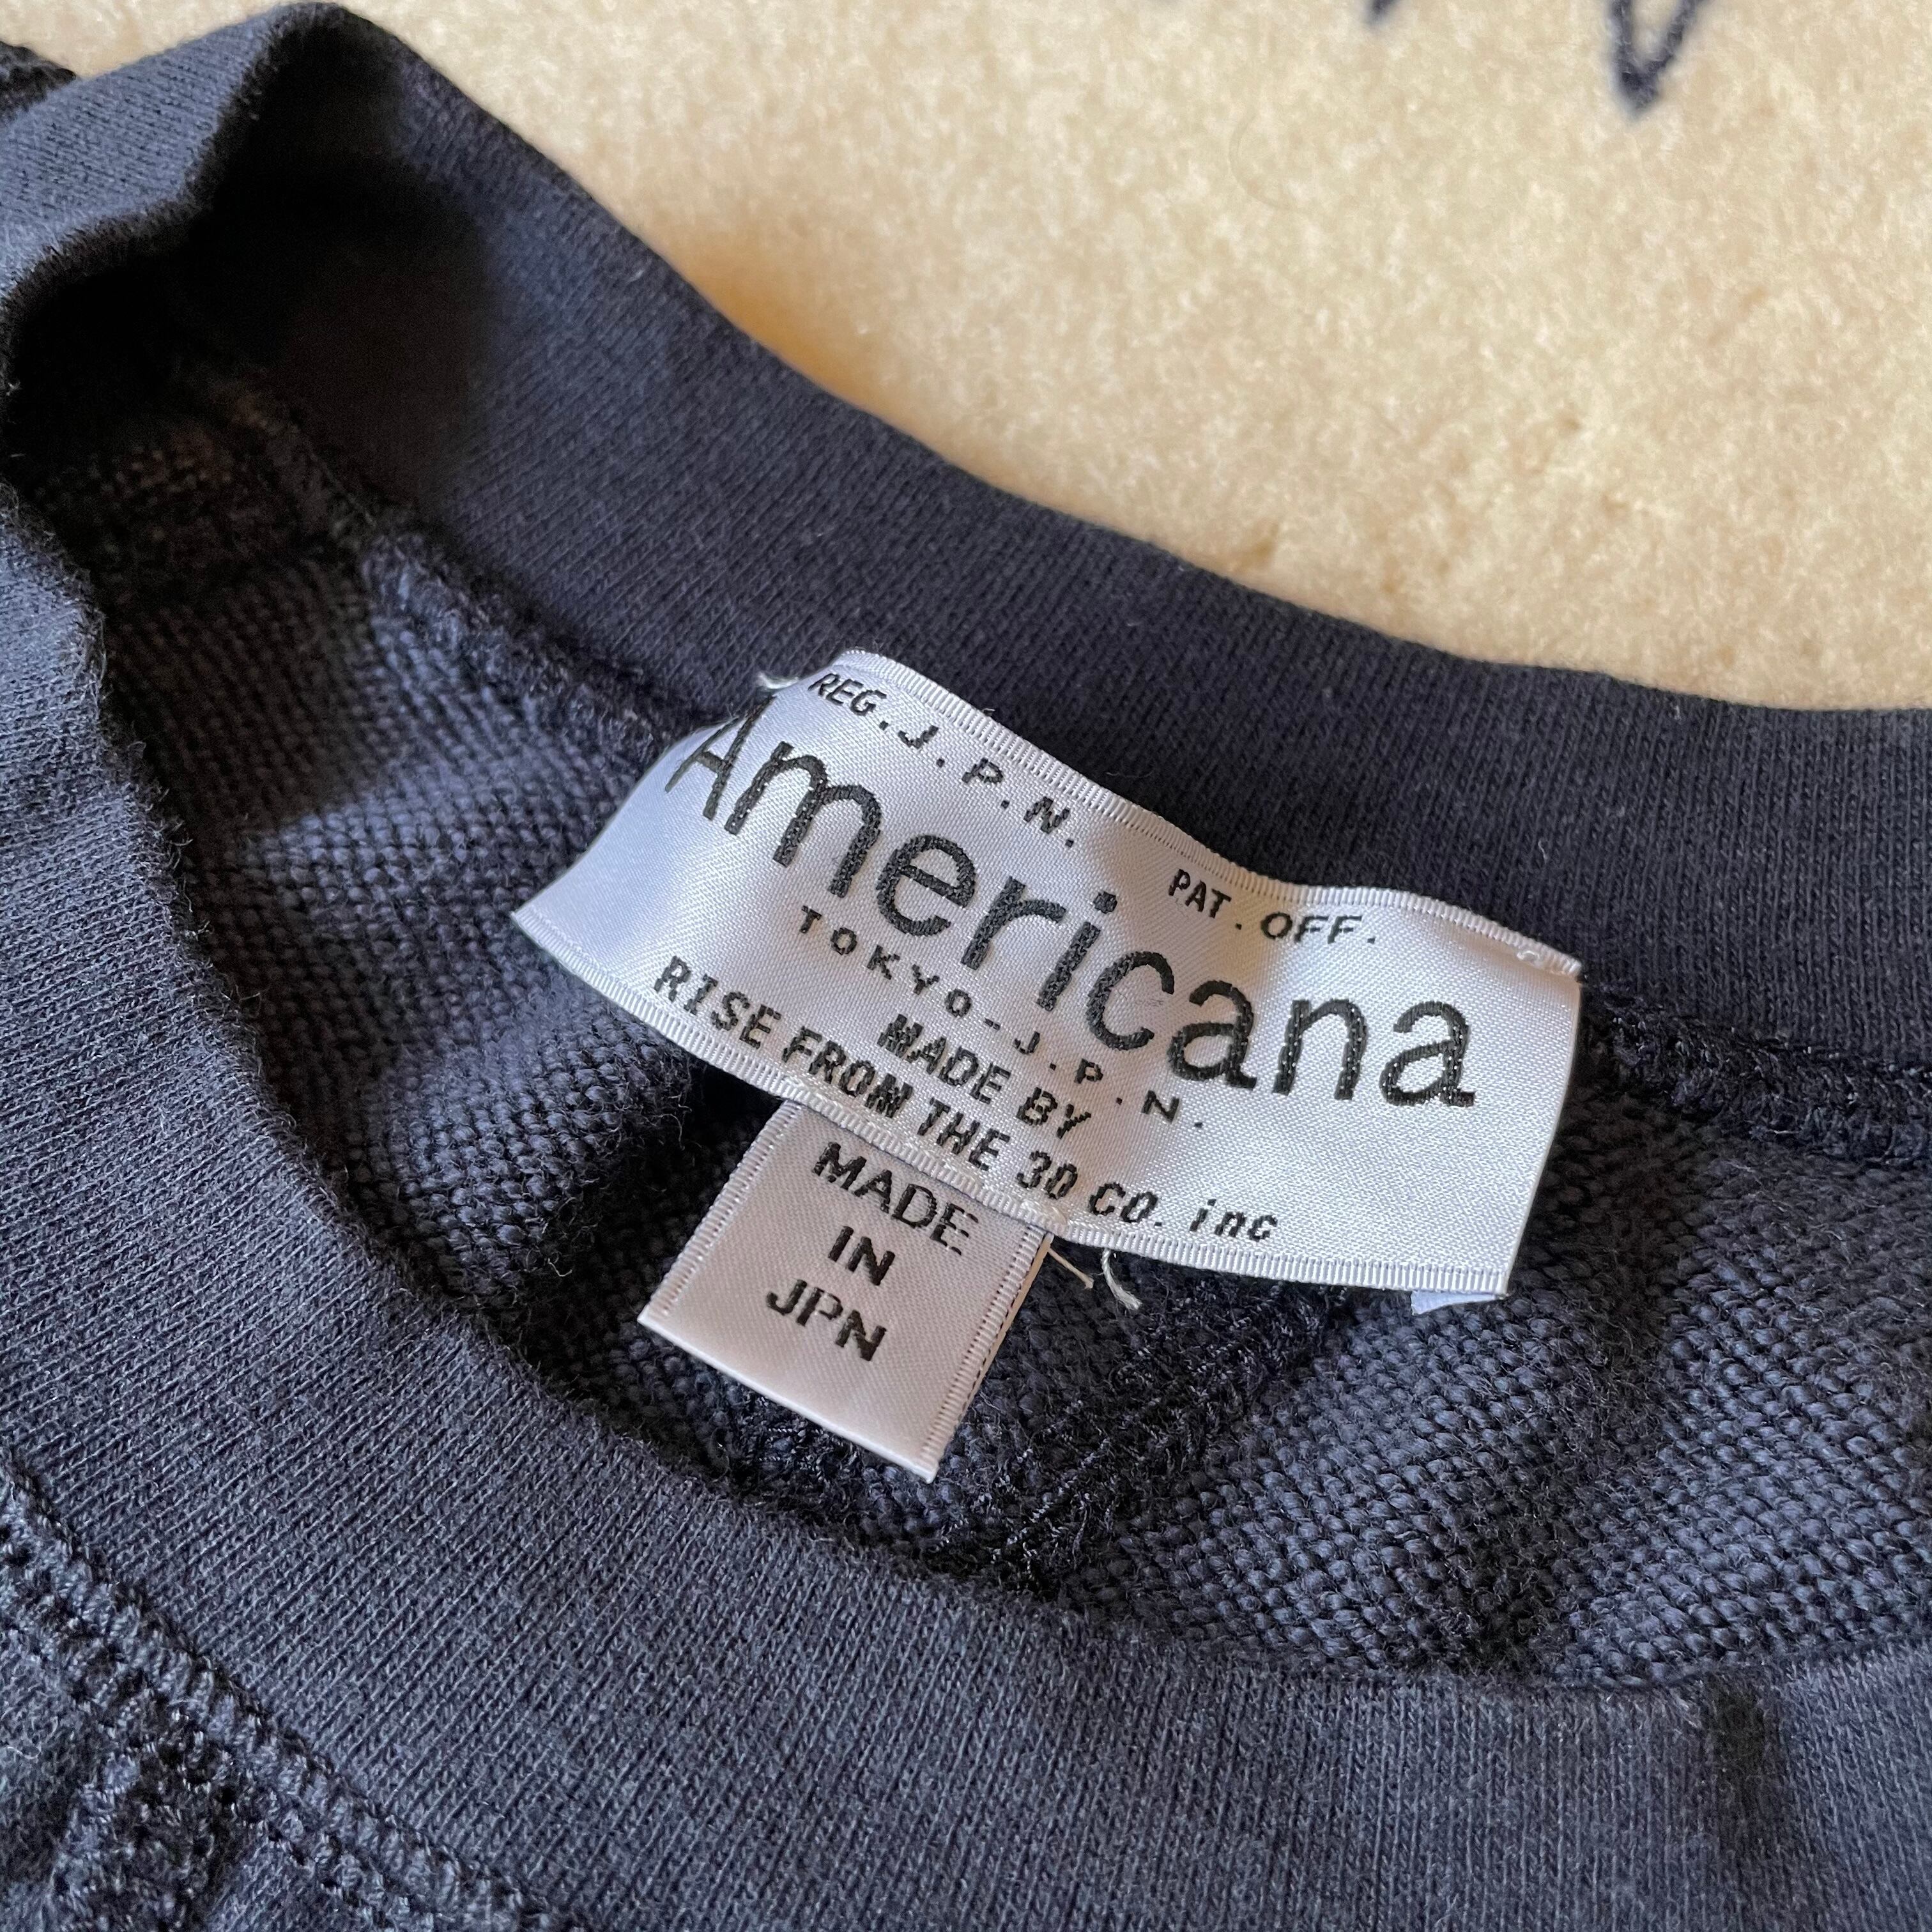 REG. J.P.N. PAT. OFF.
Americana
TOKYO-J.P.N.
MADE BY
RISE FROM THE 30 CO. inc
MADE
IN
JPN